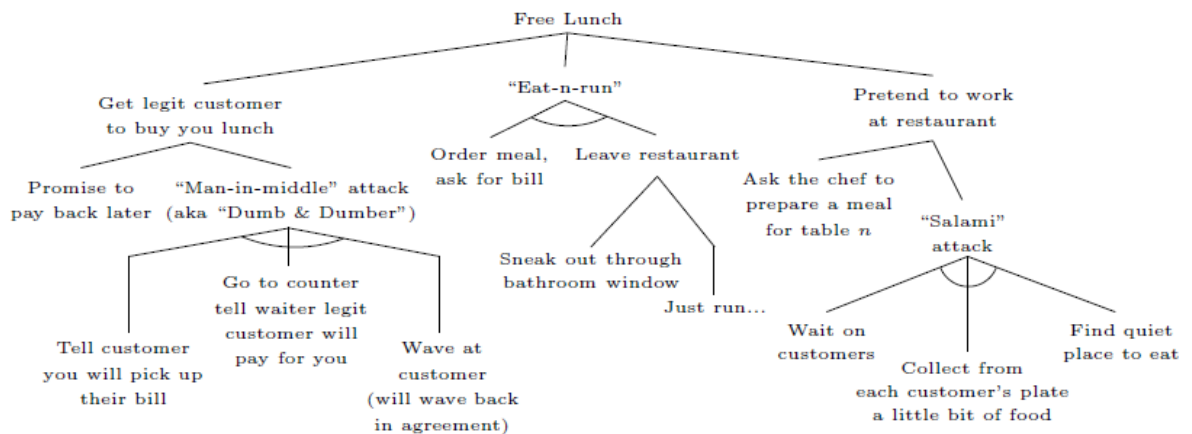 Free Lunch
Get legit customer
to buy you lunch
“Eat-n-run”
Pretend to work
at restaurant
Promise to
pay back later
“Man-in-middle” attack
(aka “Dumb & Dumber”)
Order meal,
ask for bill
Leave restaurant
Ask the chef to
prepare a meal
for table n
“Salami”
attack
Tell customer
you will pick up
their bill
Go to counter
tell waiter legit
customer will
pay for you
Wave at
customer
(will wave back
in agreement)
Sneak out through
bathroom window
Just run...
Wait on
customers
Collect from
each customer’s plate
a little bit of food
Find quiet
place to eat